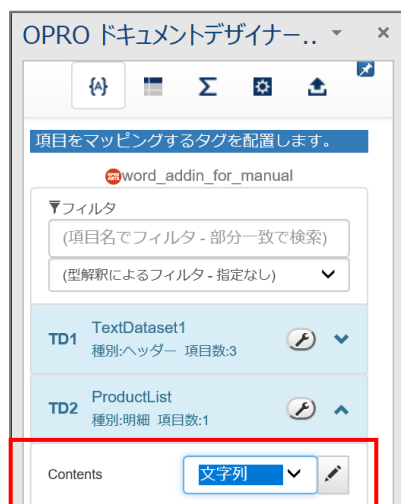 OPRO ドキュメントデザイナー..
{A}
Σ
項目をマッピングするタグを配置します。
word_addin_for_manual
フィルタ
(項目名でフィルタ - 部分一致で検索)
(型解釈によるフィルタ - 指定なし)
TD1 TextDataset1
種別:ヘッダー 項目数:3
TD2 ProductList
種別:明細 項目数:1
Contents 文字列